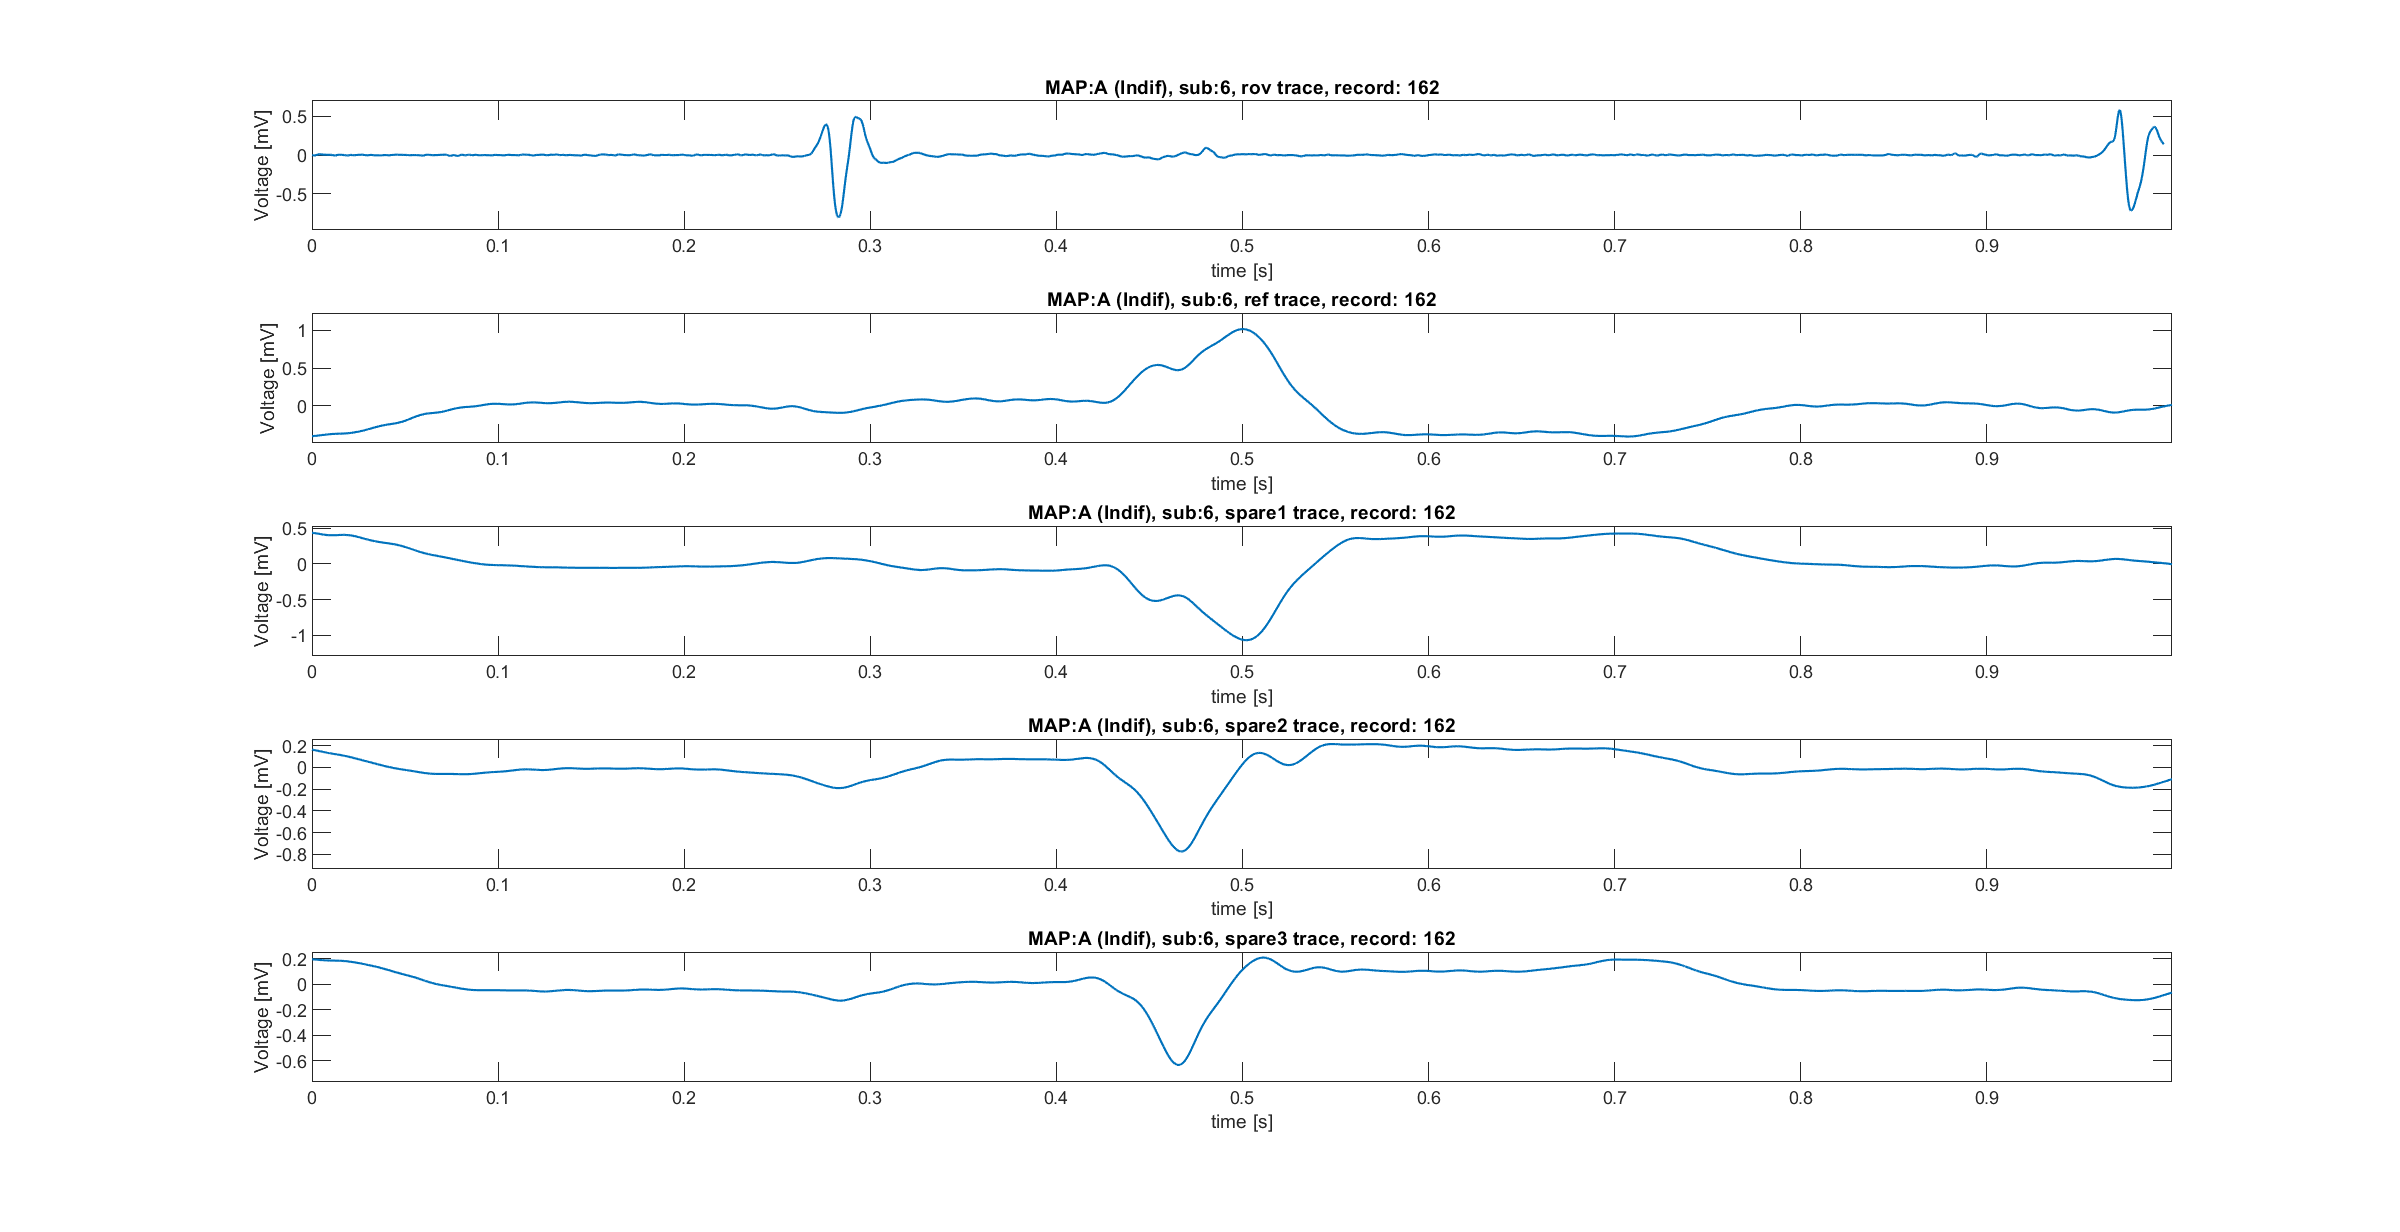 MAP:A (Indif), sub:6, rov trace, record: 162
Voltage [mV]
0.5
0
-0.5
0 0.1 0.2 0.3 0.4 0.5 0.6 0.7 0.8 0.9
time [s]
MAP:A (Indif), sub:6, ref trace, record: 162
Voltage [mV]
1
0.5
0
0 0.1 0.2 0.3 0.4 0.5 0.6 0.7 0.8 0.9
time [s]
MAP:A (Indif), sub:6, spare1 trace, record: 162
Voltage [mV]
0.5
0
-0.5
-1
0 0.1 0.2 0.3 0.4 0.5 0.6 0.7 0.8 0.9
time [s]
MAP:A (Indif), sub:6, spare2 trace, record: 162
Voltage [mV]
0.2
0
-0.2
-0.4
-0.6
-0.8
0 0.1 0.2 0.3 0.4 0.5 0.6 0.7 0.8 0.9
time [s]
MAP:A (Indif), sub:6, spare3 trace, record: 162
Voltage [mV]
0.2
0
-0.2
-0.4
-0.6
0 0.1 0.2 0.3 0.4 0.5 0.6 0.7 0.8 0.9
time [s]